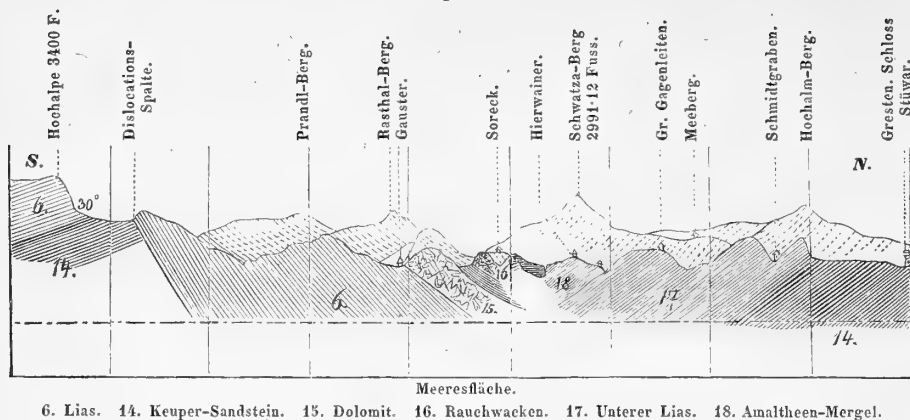 Hochalpe 3400 F.
Dislocations-
Spalte.
Prandl-Berg.
Rasthal-Berg.
Gauster.
Soreck.
Hierwainer.
Schwatza-Berg
2991·12 Fuss.
Gr. Gagenleiten.
Meeberg.
Schmidtgraben.
Hochalm-Berg.
Gresten. Schloss
Stüwar.
S.
N.
6.
30°
14.
6.
15.
16
18
17.
14.
Meeresfläche.
6. Lias. 14. Keuper-Sandstein. 15. Dolomit. 16. Rauchwacken. 17. Unterer Lias. 18. Amaltheen-Mergel.